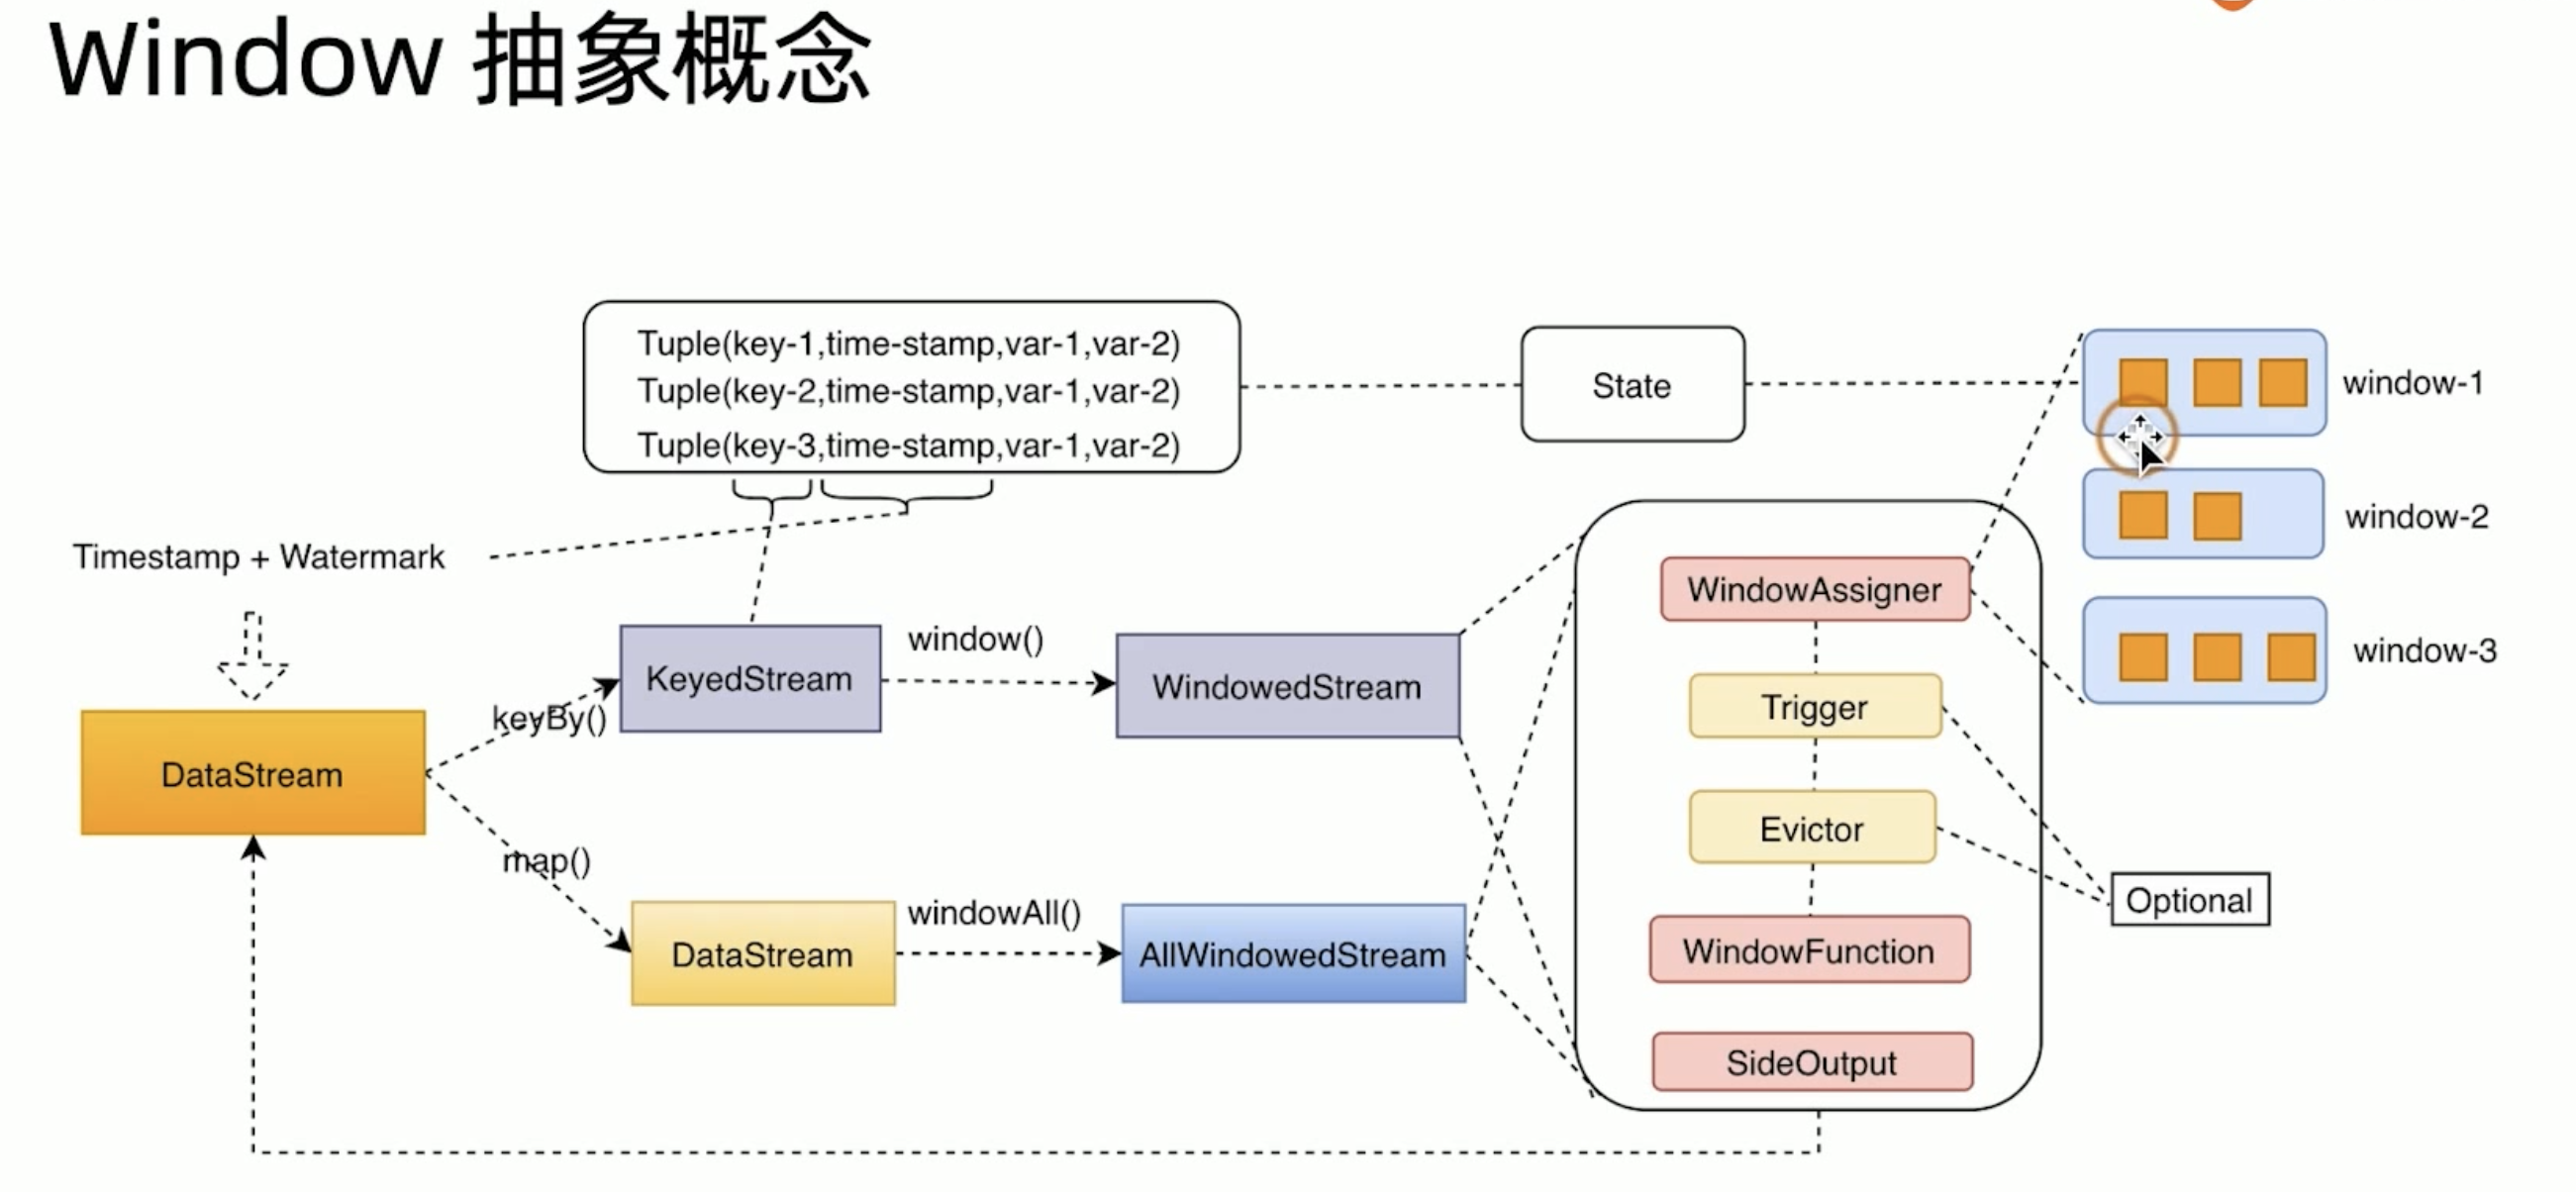 Window 抽象概念
Tuple(key-1,time-stamp,var-1,var-2)
Tuple(key-2,time-stamp,var-1,var-2)
Tuple(key-3,time-stamp,var-1,var-2)
State
window-1
window-2
window-3
Timestamp + Watermark
DataStream
keyBy()
map()
KeyedStream
window()
WindowedStream
DataStream
windowAll()
AllWindowedStream
WindowAssigner
Trigger
Evictor
WindowFunction
SideOutput
Optional